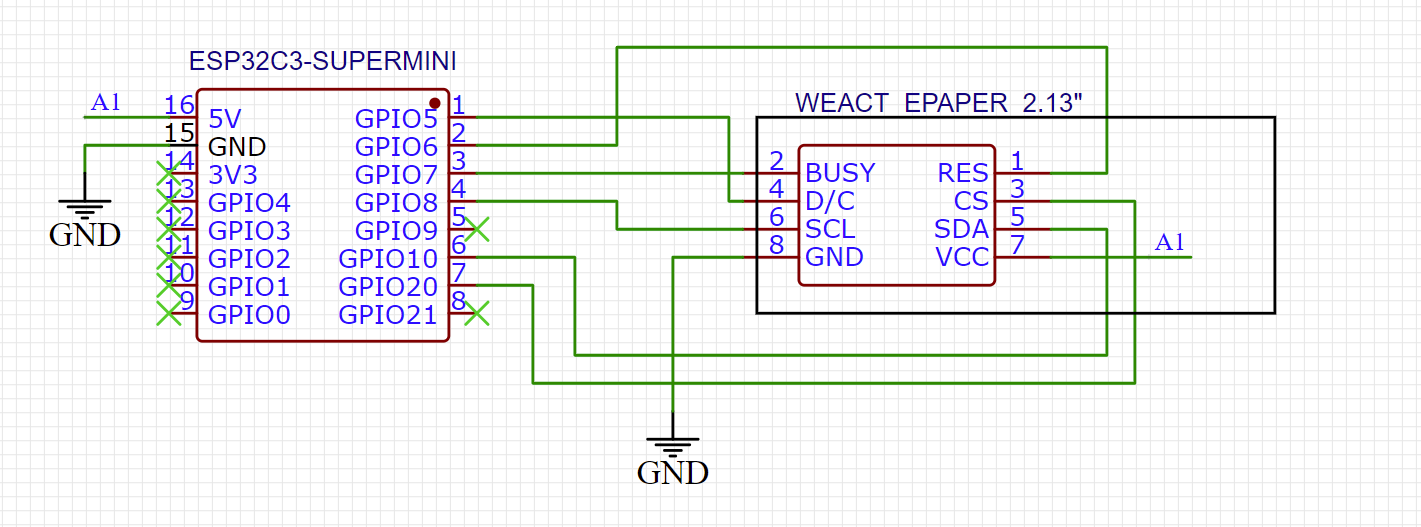 ESP32C3-SUPERMINI
A1
16 5V GPIO5 1
15 GND GPIO6 2
14 3V3 GPIO7 3
13 GPIO4 GPIO8 4
12 GPIO3 GPIO9 5
11 GPIO2 GPIO10 6
10 GPIO1 GPIO20 7
9 GPIO0 GPIO21 8
GND
WEACT EPAPER 2.13"
2 BUSY RES 1
4 D/C CS 3
6 SCL SDA 5
8 GND VCC 7
A1
GND